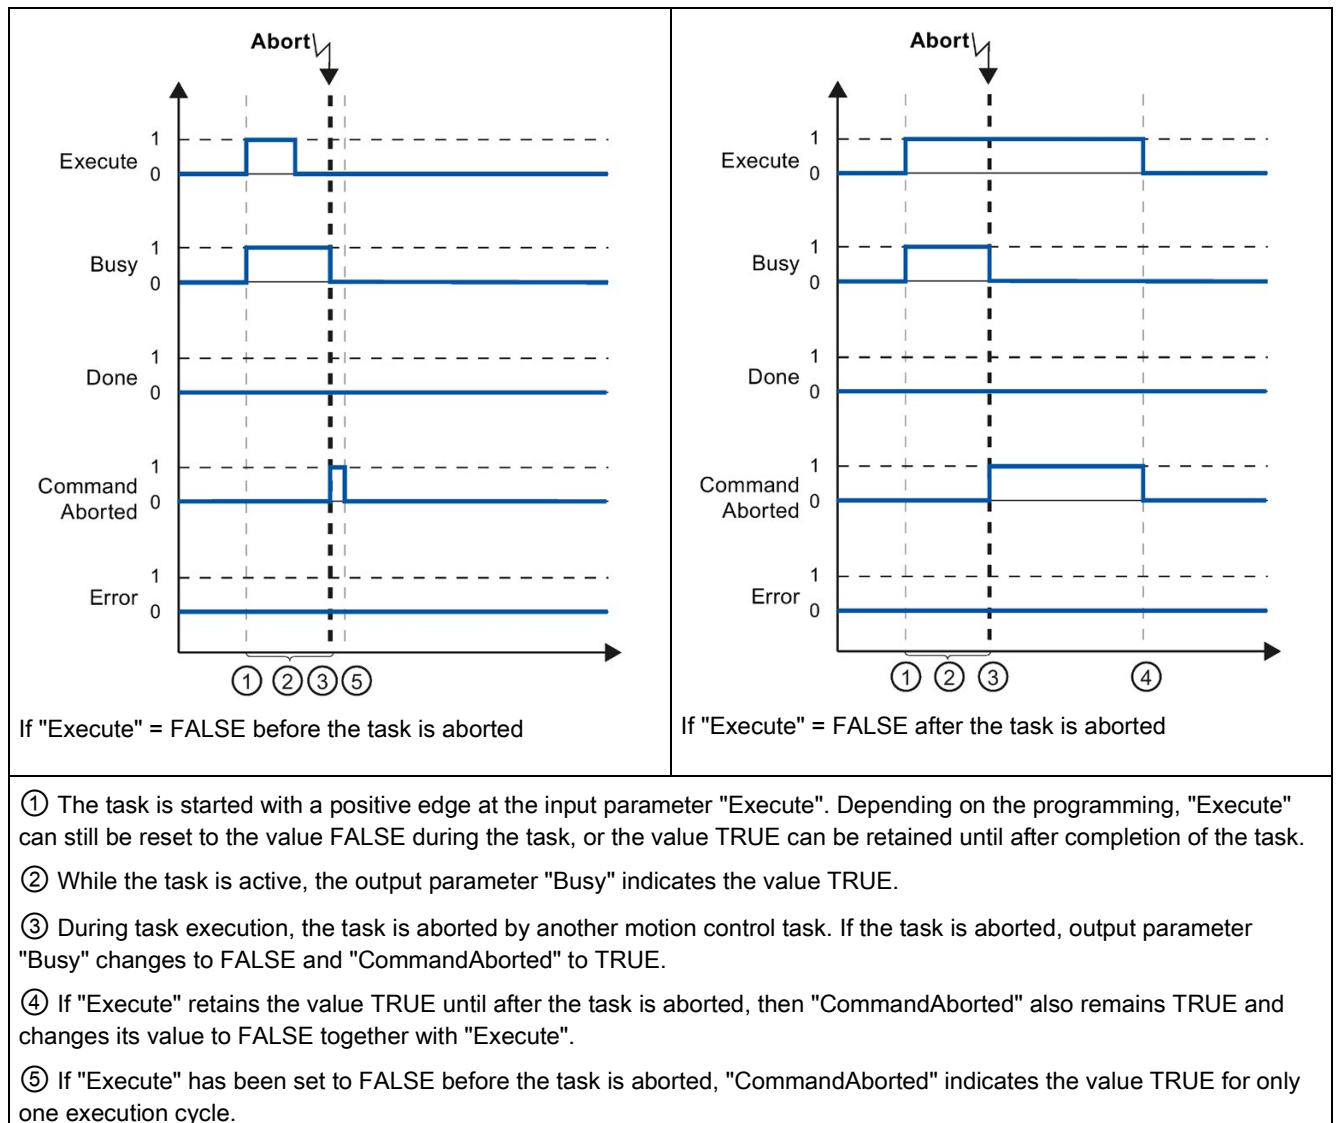 Abort
1
Execute
0
1
Busy
0
1
Done
0
1
Command
Aborted 0
1
Error
0
① ② ③ ⑤
If "Execute" = FALSE before the task is aborted
Abort
1
Execute
0
1
Busy
0
1
Done
0
1
Command
Aborted 0
1
Error
0
① ② ③ ④
If "Execute" = FALSE after the task is aborted
① The task is started with a positive edge at the input parameter "Execute". Depending on the programming, "Execute"
can still be reset to the value FALSE during the task, or the value TRUE can be retained until after completion of the task.
② While the task is active, the output parameter "Busy" indicates the value TRUE.
③ During task execution, the task is aborted by another motion control task. If the task is aborted, output parameter
"Busy" changes to FALSE and "CommandAborted" to TRUE.
④ If "Execute" retains the value TRUE until after the task is aborted, then "CommandAborted" also remains TRUE and
changes its value to FALSE together with "Execute".
⑤ If "Execute" has been set to FALSE before the task is aborted, "CommandAborted" indicates the value TRUE for only
one execution cycle.